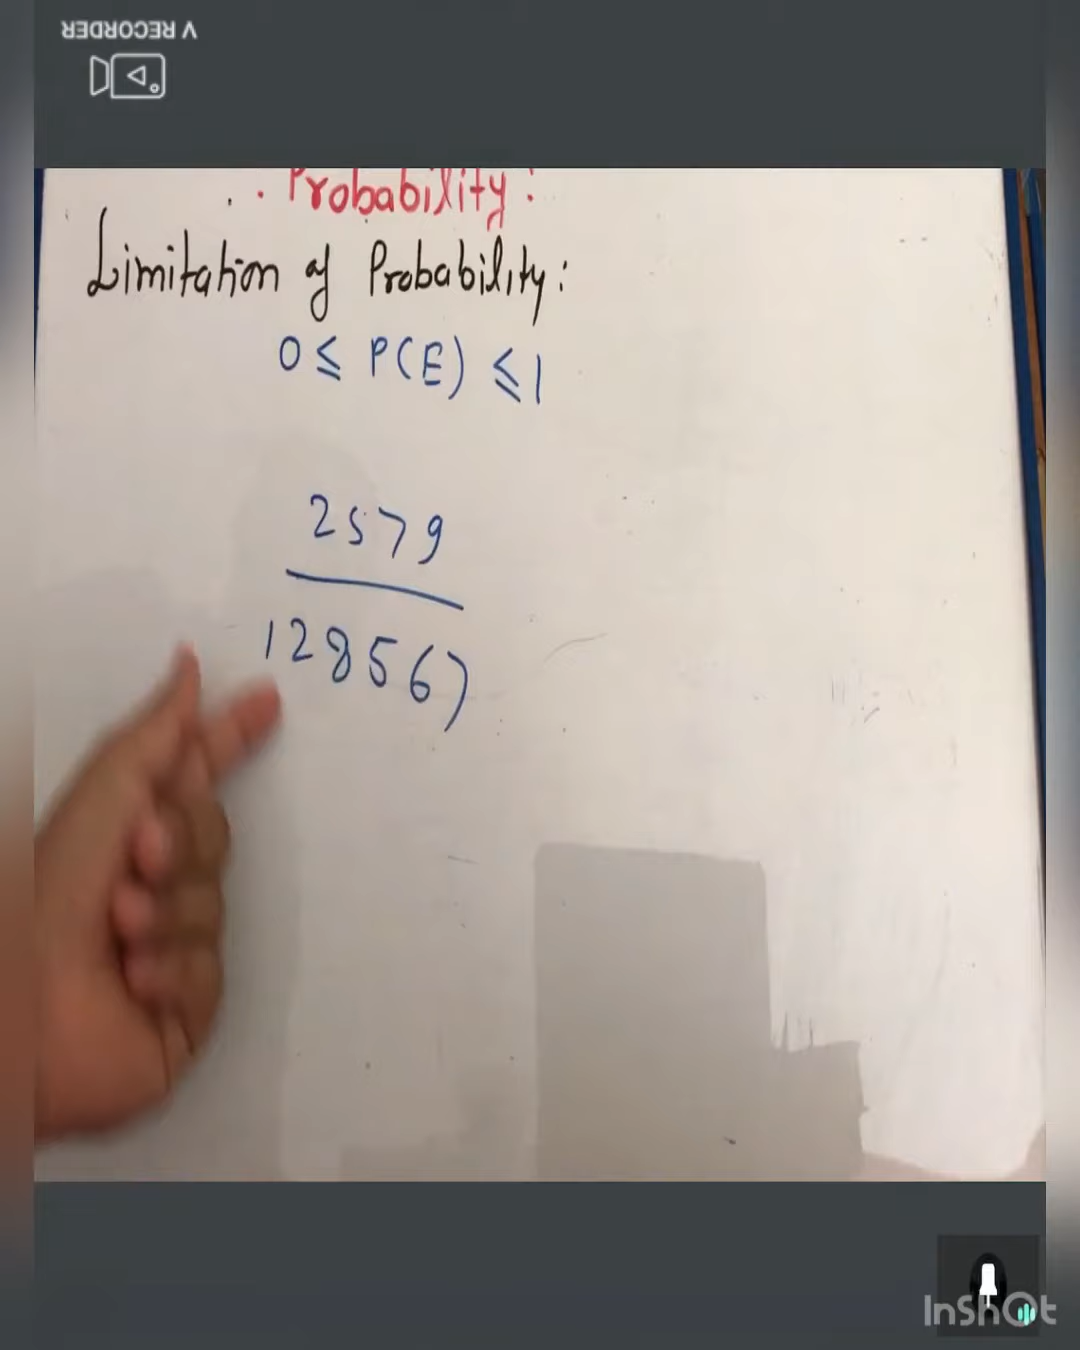 V RECORDER
Probability:
Limitation of Probability:
0 ≤ P(E) ≤ 1
2579
128567
InShOt